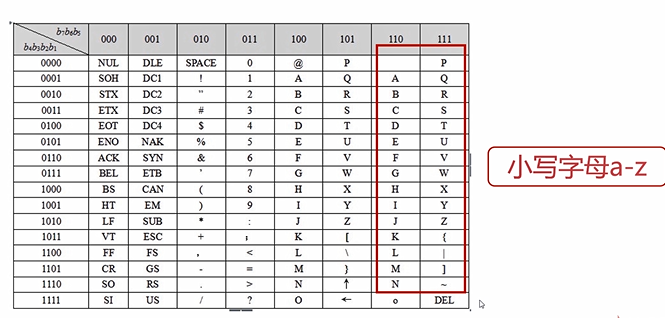 b7b6b5 000 001 010 011 100 101 110 111
b4b3b2b1
0000 NUL DLE SPACE 0 @ P P
0001 SOH DC1 ! 1 A Q A Q
0010 STX DC2 " 2 B R B R
0011 ETX DC3 # 3 C S C S
0100 EOT DC4 $ 4 D T D T
0101 ENO NAK % 5 E U E U
0110 ACK SYN & 6 F V F V
0111 BEL ETB ' 7 G W G W
1000 BS CAN ( 8 H X H X
1001 HT EM ) 9 I Y I Y
1010 LF SUB * : J Z J Z
1011 VT ESC + ; K [ K {
1100 FF FS , < L \ L |
1101 CR GS - = M } M ]
1110 SO RS . > N ↑ N ~
1111 SI US / ? O ← o DEL
小写字母a-z